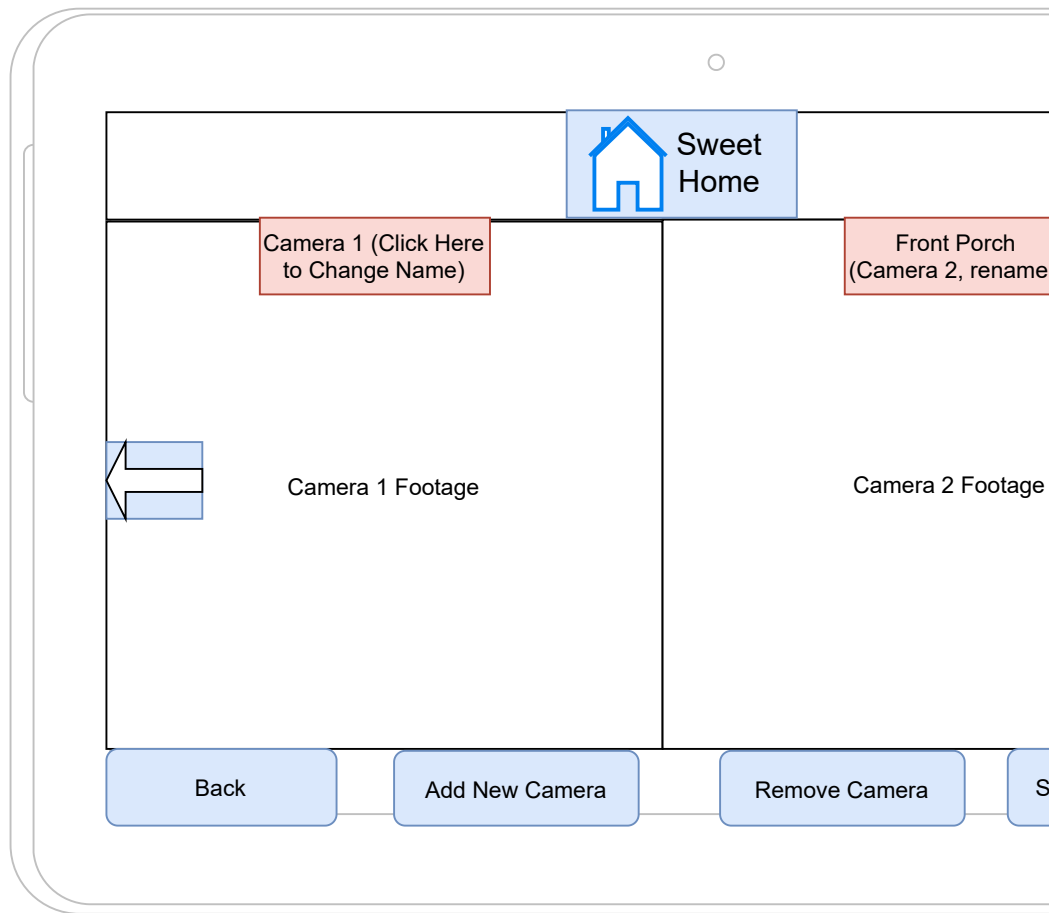 Sweet
Home
Camera 1 (Click Here
to Change Name)
Front Porch
(Camera 2, rename
Camera 1 Footage
Camera 2 Footage
Back
Add New Camera
Remove Camera
S